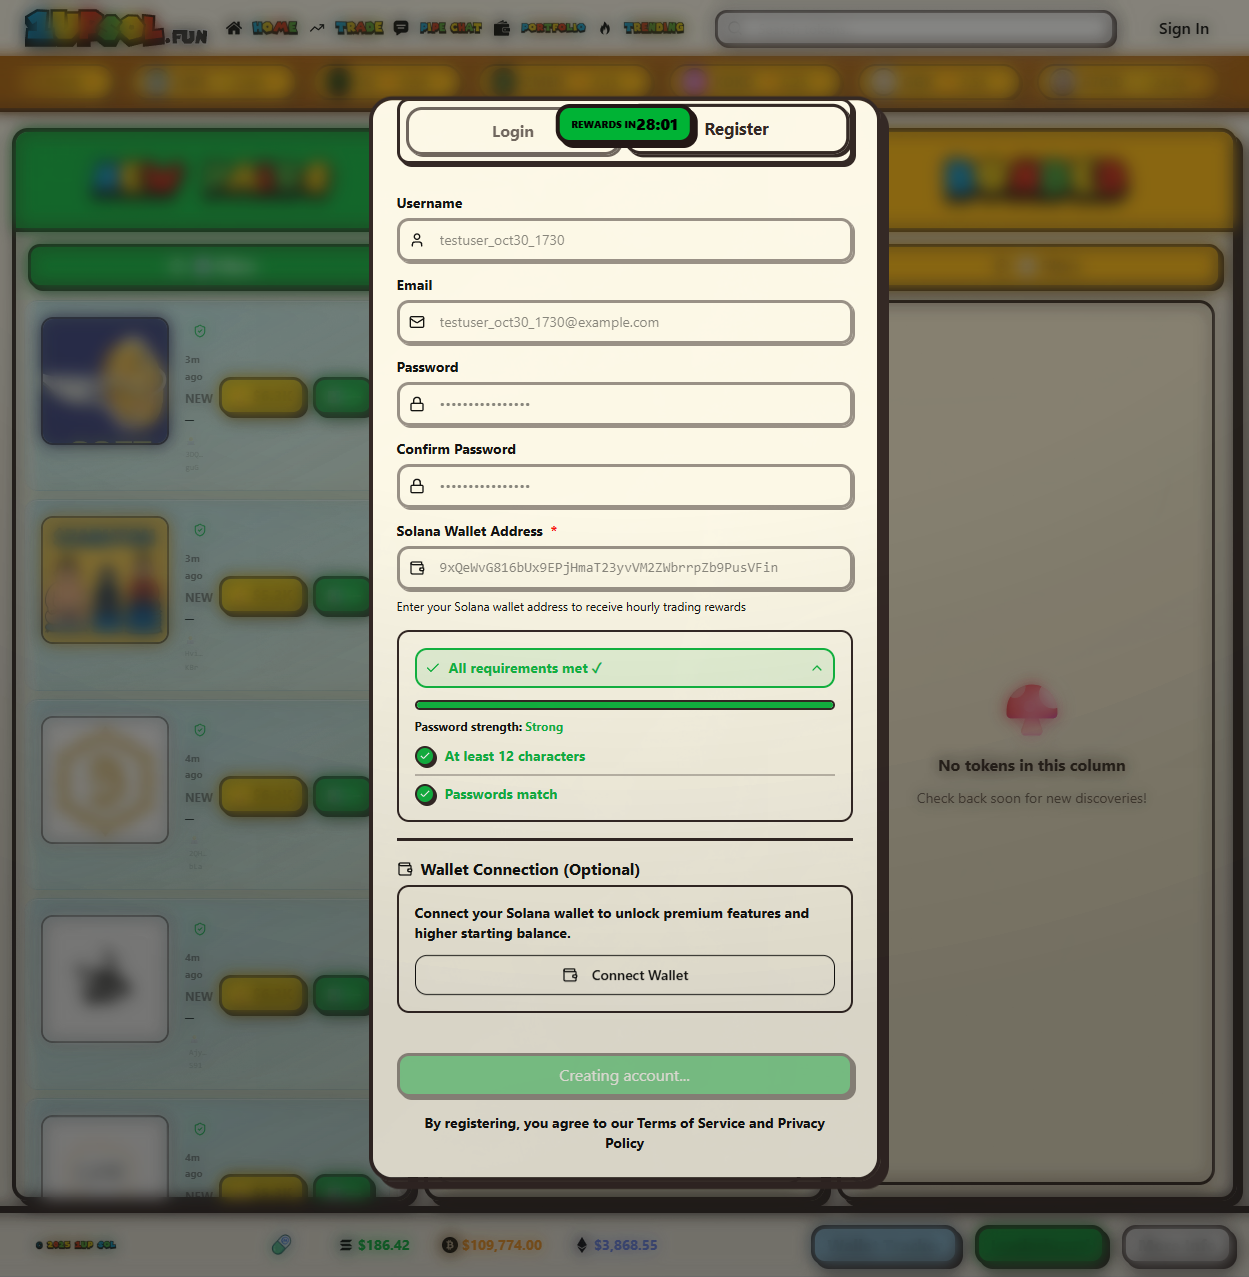 1UPSOL.FUN
HOME
TRADE
PIPE CHAT
PORTFOLIO
TRENDING
Sign In
Login
REWARDS IN 28:01
Register
Username
testuser_oct30_1730
Email
testuser_oct30_1730@example.com
Password
••••••••••••••••
Confirm Password
••••••••••••••••
Solana Wallet Address *
9xQeWvG816bUx9EPjHmaT23yvVM2ZWbrrpZb9PusVFin
Enter your Solana wallet address to receive hourly trading rewards
All requirements met ✓
Password strength: Strong
At least 12 characters
Passwords match
Wallet Connection (Optional)
Connect your Solana wallet to unlock premium features and
higher starting balance.
Connect Wallet
Creating account...
By registering, you agree to our Terms of Service and Privacy
Policy
3m
ago
NEW
—
3m
ago
NEW
—
4m
ago
NEW
—
4m
ago
NEW
—
4m
ago
NEW
No tokens in this column
Check back soon for new discoveries!
© 2025 1UP SOL
$186.42
$109,774.00
$3,868.55